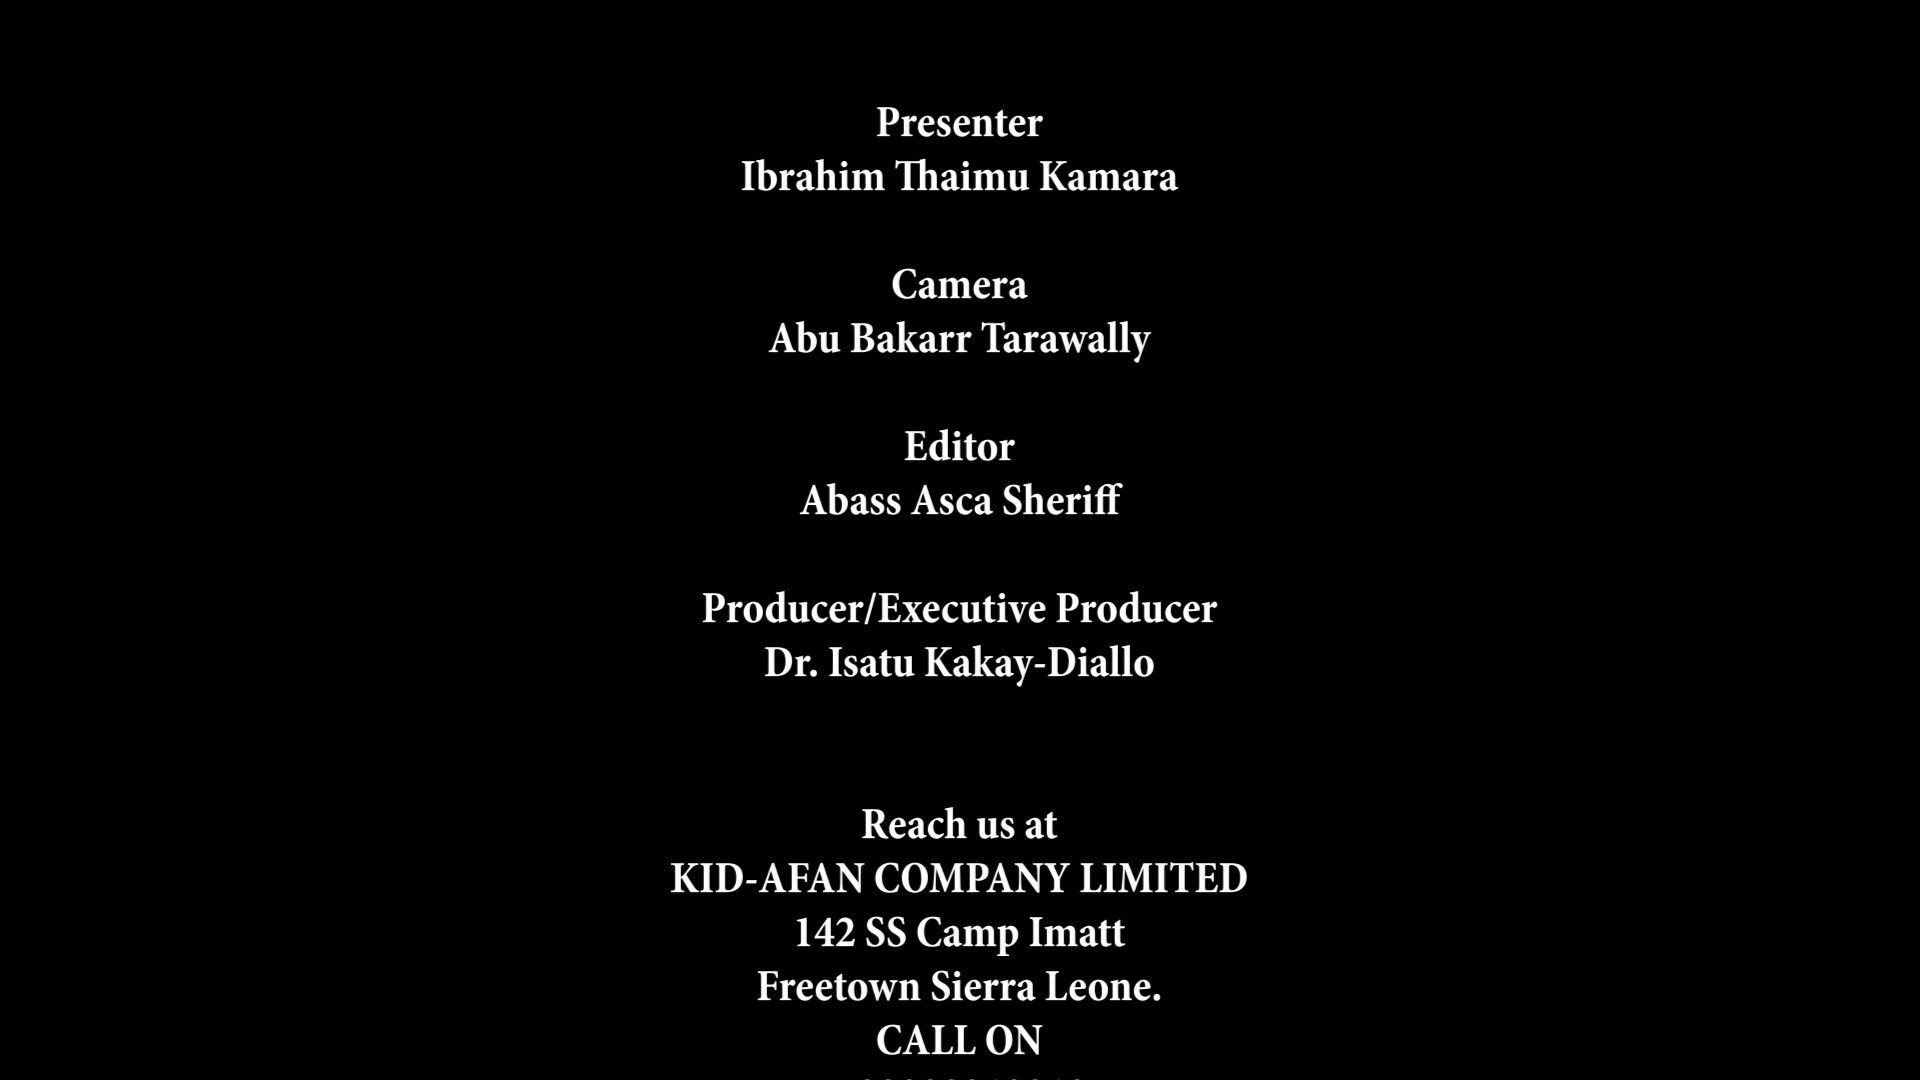 Presenter
Ibrahim Thaimu Kamara
Camera
Abu Bakarr Tarawally
Editor
Abass Asca Sheriff
Producer/Executive Producer
Dr. Isatu Kakay-Diallo
Reach us at
KID-AFAN COMPANY LIMITED
142 SS Camp Imatt
Freetown Sierra Leone.
CALL ON